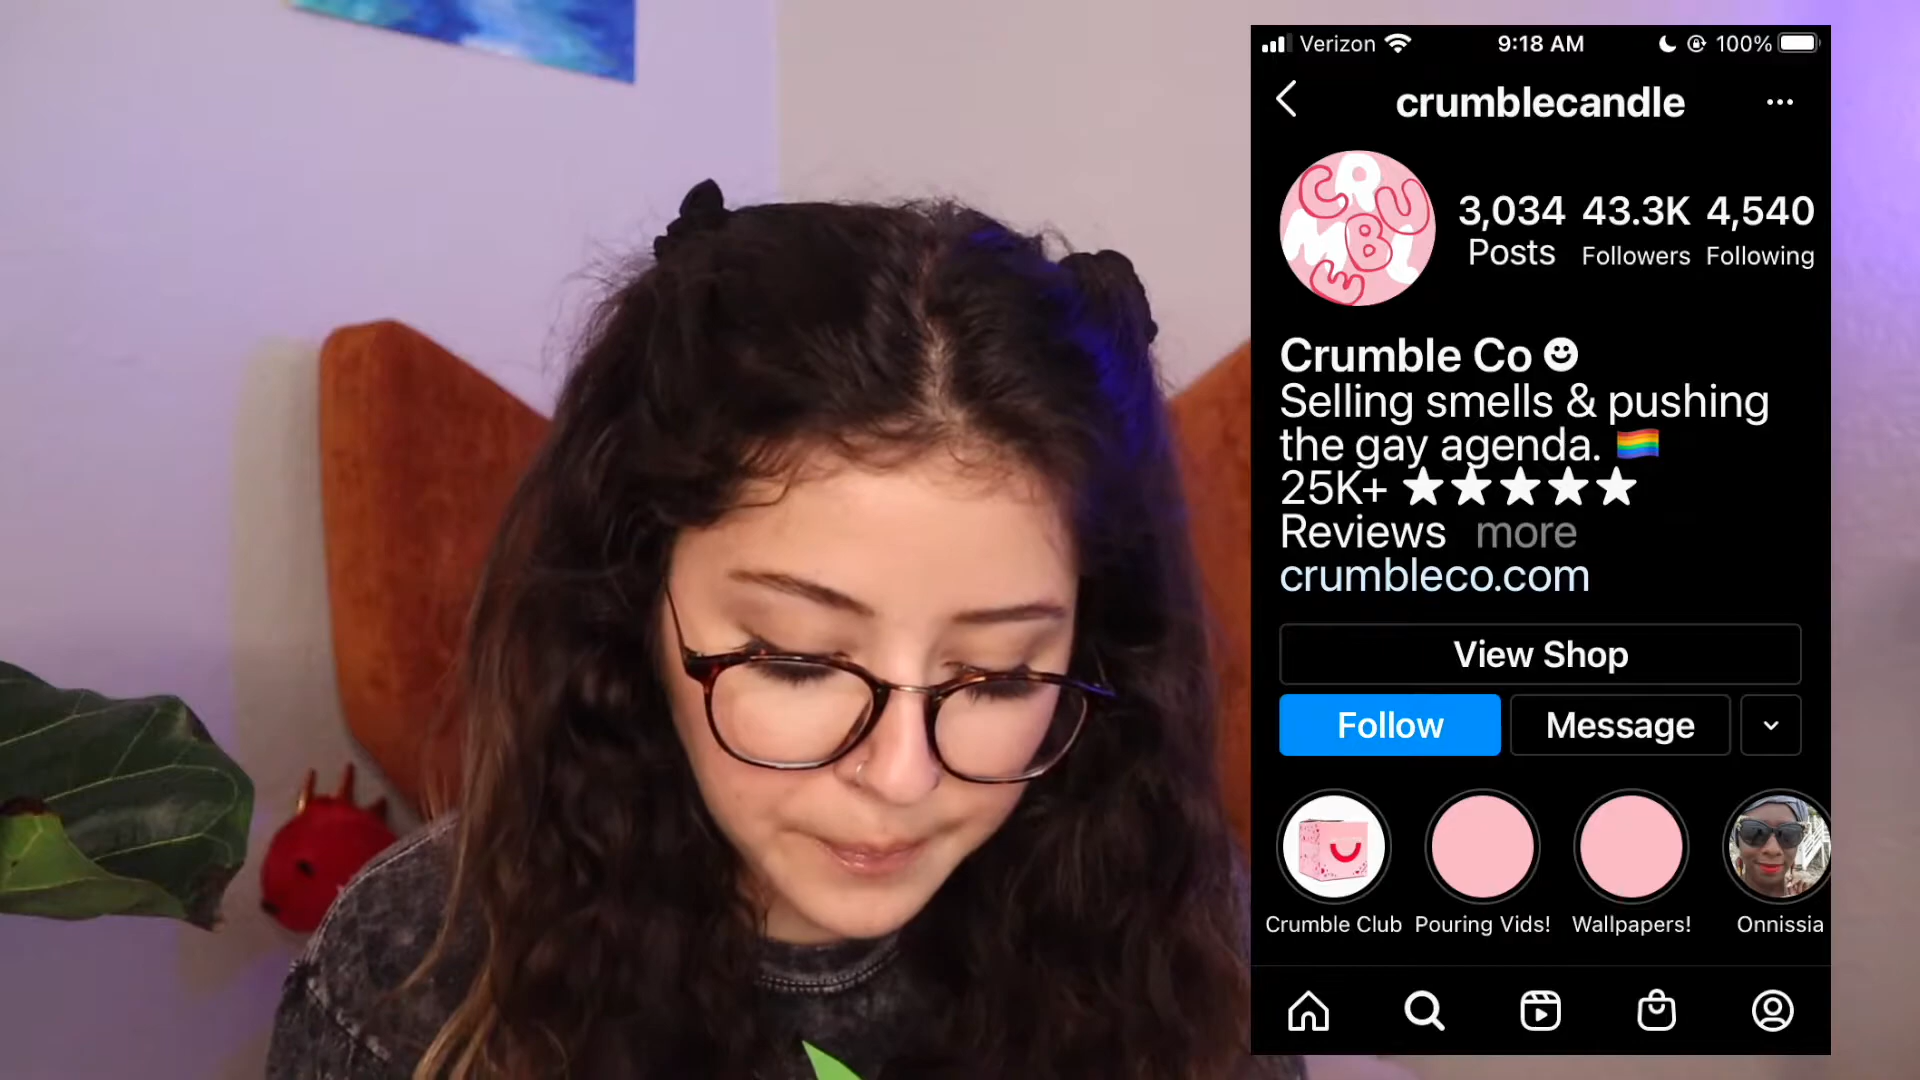 Verizon 9:18 AM 100%
crumblecandle
CRUMBLE
3,034 43.3K 4,540
Posts Followers Following
Crumble Co ☻
Selling smells & pushing
the gay agenda. 🏳️‍🌈
25K+ ★★★★★
Reviews more
crumbleco.com
View Shop
Follow Message
Crumble Club Pouring Vids! Wallpapers! Onnissia